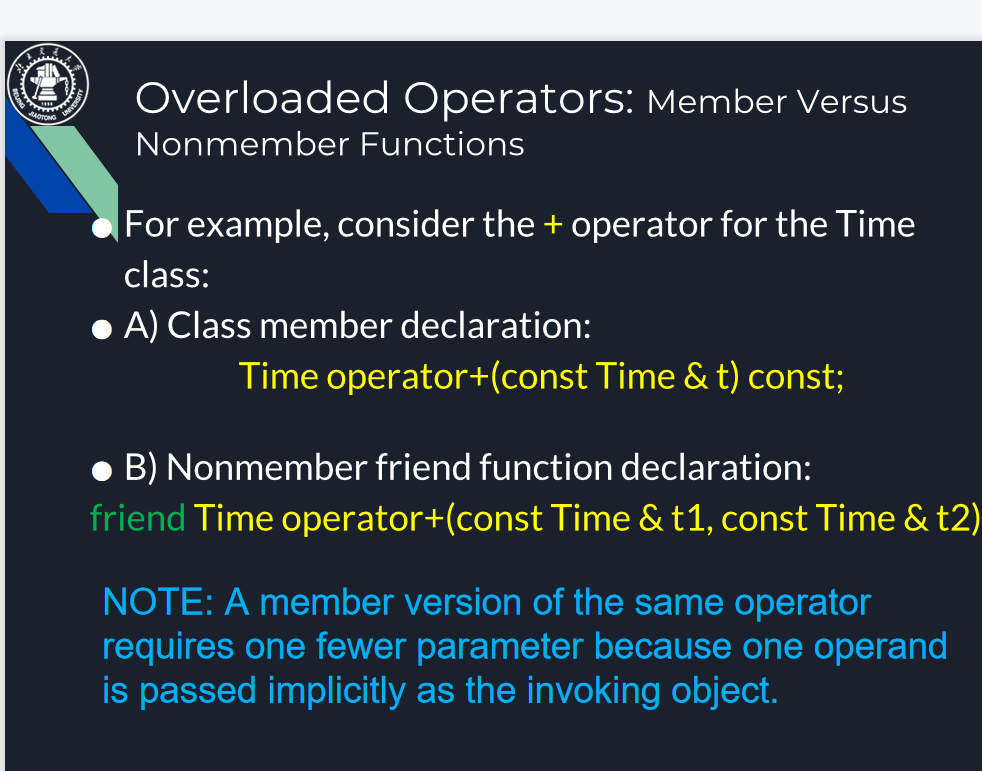 BEIJING JIAOTONG UNIVERSITY
Overloaded Operators: Member Versus
Nonmember Functions
● For example, consider the + operator for the Time
class:
● A) Class member declaration:
Time operator+(const Time & t) const;
● B) Nonmember friend function declaration:
friend Time operator+(const Time & t1, const Time & t2)
NOTE: A member version of the same operator
requires one fewer parameter because one operand
is passed implicitly as the invoking object.